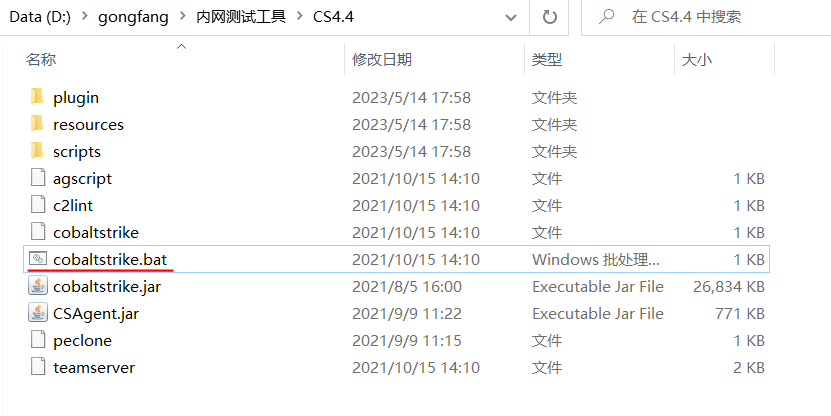 Data (D:) > gongfang > 内网测试工具 > CS4.4 在 CS4.4 中搜索
名称 修改日期 类型 大小
plugin 2023/5/14 17:58 文件夹
resources 2023/5/14 17:58 文件夹
scripts 2023/5/14 17:58 文件夹
agscript 2021/10/15 14:10 文件 1 KB
c2lint 2021/10/15 14:10 文件 1 KB
cobaltstrike 2021/10/15 14:10 文件 1 KB
cobaltstrike.bat 2021/10/15 14:10 Windows 批处理... 1 KB
cobaltstrike.jar 2021/8/5 16:00 Executable Jar File 26,834 KB
CSAgent.jar 2021/9/9 11:22 Executable Jar File 771 KB
peclone 2021/9/9 11:15 文件 1 KB
teamserver 2021/10/15 14:10 文件 2 KB